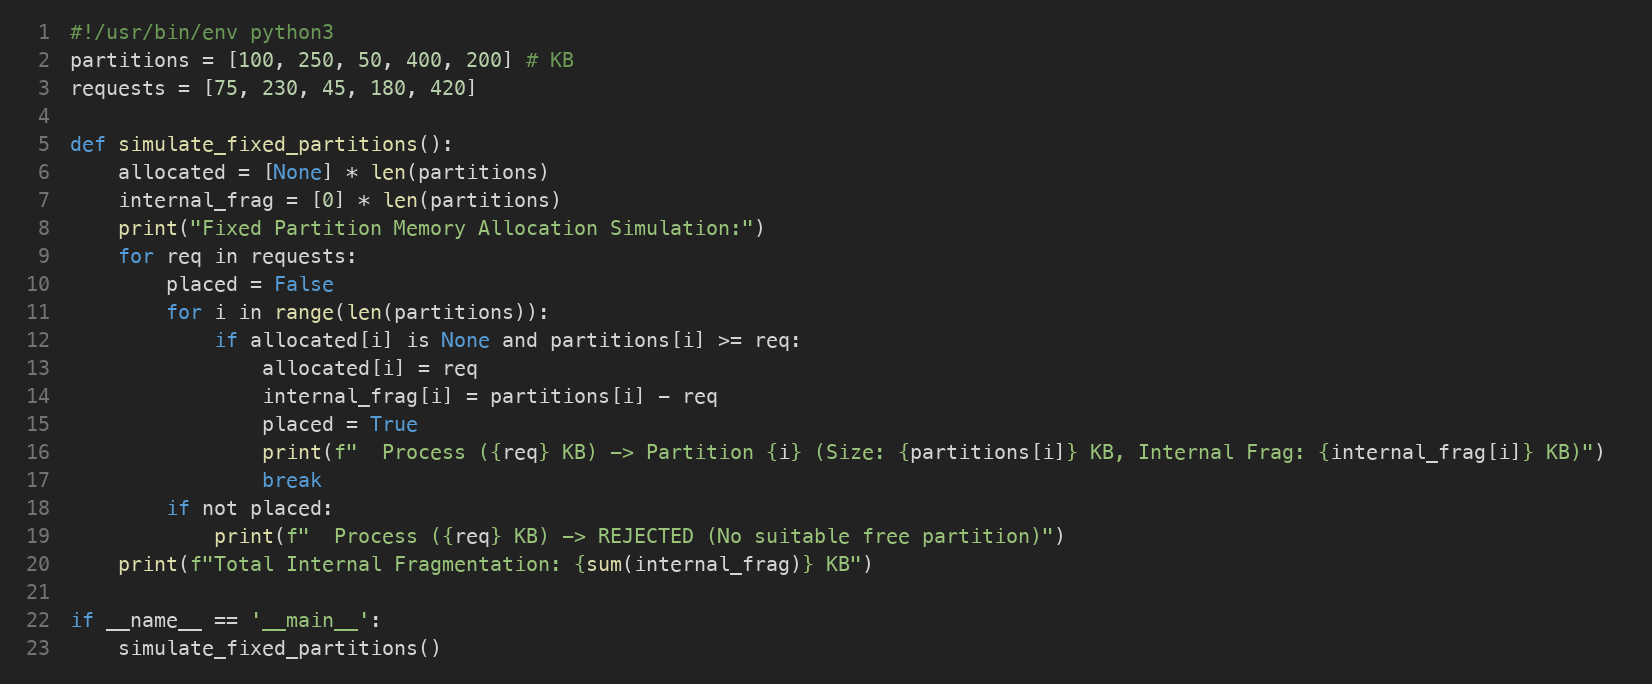 1 #!/usr/bin/env python3
2 partitions = [100, 250, 50, 400, 200] # KB
3 requests = [75, 230, 45, 180, 420]
4
5 def simulate_fixed_partitions():
6     allocated = [None] * len(partitions)
7     internal_frag = [0] * len(partitions)
8     print("Fixed Partition Memory Allocation Simulation:")
9     for req in requests:
10         placed = False
11         for i in range(len(partitions)):
12             if allocated[i] is None and partitions[i] >= req:
13                 allocated[i] = req
14                 internal_frag[i] = partitions[i] - req
15                 placed = True
16                 print(f"  Process ({req} KB) -> Partition {i} (Size: {partitions[i]} KB, Internal Frag: {internal_frag[i]} KB)")
17                 break
18         if not placed:
19             print(f"  Process ({req} KB) -> REJECTED (No suitable free partition)")
20     print(f"Total Internal Fragmentation: {sum(internal_frag)} KB")
21
22 if __name__ == '__main__':
23     simulate_fixed_partitions()